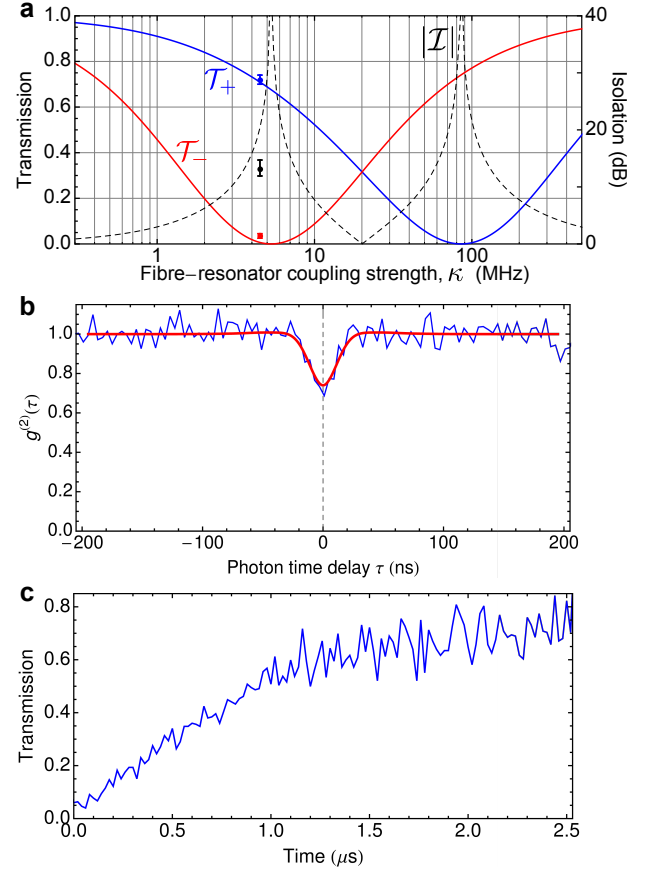 a
1.0
0.8
0.6
0.4
0.2
0.0
Transmission
𝒯₊
𝒯₋
|ℐ|
40
20
0
Isolation (dB)
1 10 100
Fibre−resonator coupling strength, κ (MHz)
b
1.0
0.8
0.6
0.4
0.2
0.0
g⁽²⁾(τ)
−200 −100 0 100 200
Photon time delay τ (ns)
c
0.8
0.6
0.4
0.2
0.0
Transmission
0.0 0.5 1.0 1.5 2.0 2.5
Time (μs)